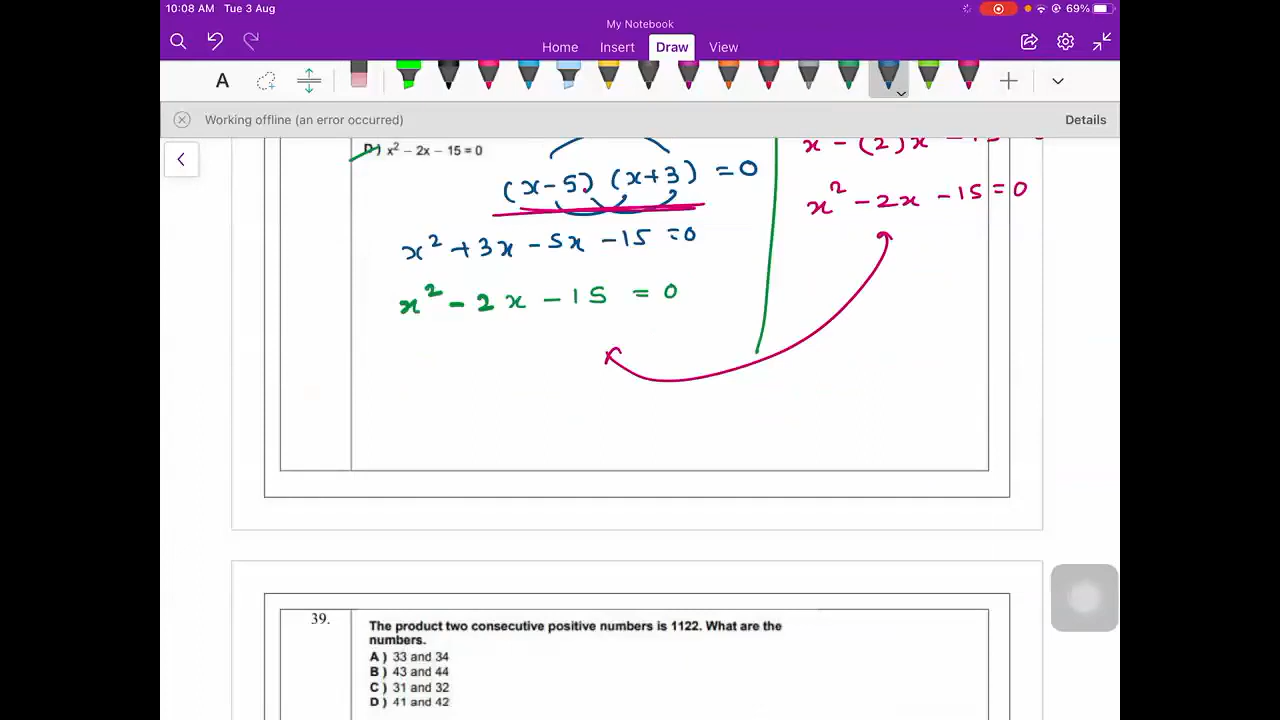 10:08 AM Tue 3 Aug
69%
My Notebook
Home Insert Draw View
A
Working offline (an error occurred) Details
D ) x² – 2x – 15 = 0
(x - 5) (x + 3) = 0
x² + 3x - 5x - 15 = 0
x² - 2x - 15 = 0
x² - 2x - 15 = 0
39.
The product two consecutive positive numbers is 1122. What are the
numbers.
A ) 33 and 34
B ) 43 and 44
C ) 31 and 32
D ) 41 and 42